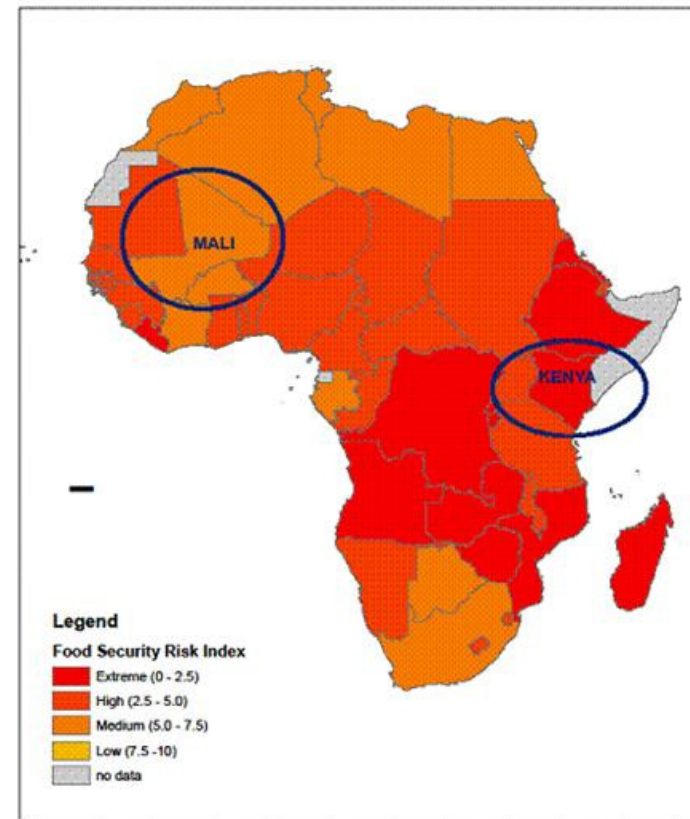 MALI
KENYA
Legend
Food Security Risk Index
Extreme (0 - 2.5)
High (2.5 - 5.0)
Medium (5.0 - 7.5)
Low (7.5 -10)
no data